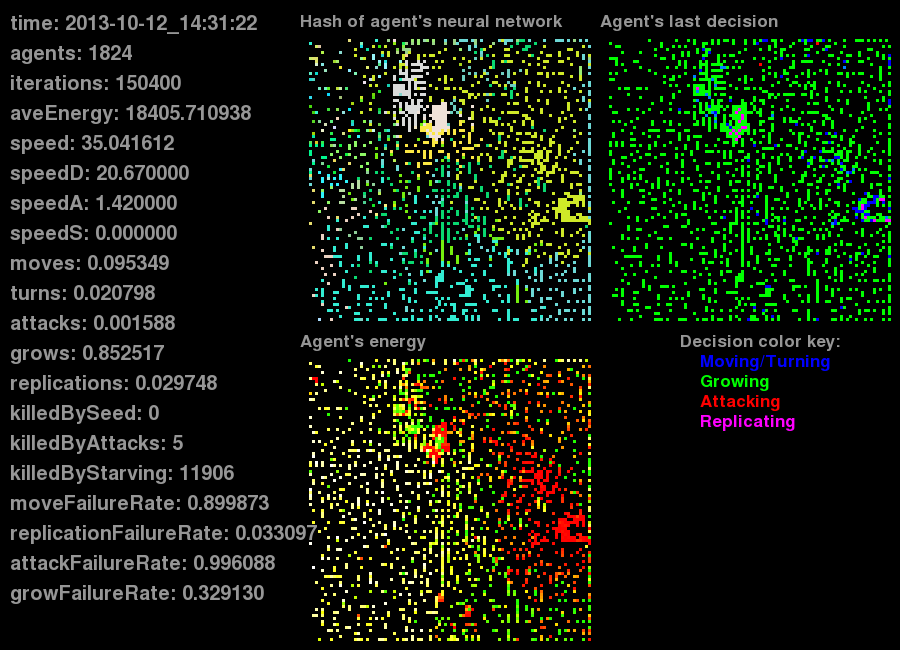 time: 2013-10-12_14:31:22
agents: 1824
iterations: 150400
aveEnergy: 18405.710938
speed: 35.041612
speedD: 20.670000
speedA: 1.420000
speedS: 0.000000
moves: 0.095349
turns: 0.020798
attacks: 0.001588
grows: 0.852517
replications: 0.029748
killedBySeed: 0
killedByAttacks: 5
killedByStarving: 11906
moveFailureRate: 0.899873
replicationFailureRate: 0.033097
attackFailureRate: 0.996088
growFailureRate: 0.329130
Hash of agent's neural network
Agent's last decision
Agent's energy
Decision color key:
Moving/Turning
Growing
Attacking
Replicating